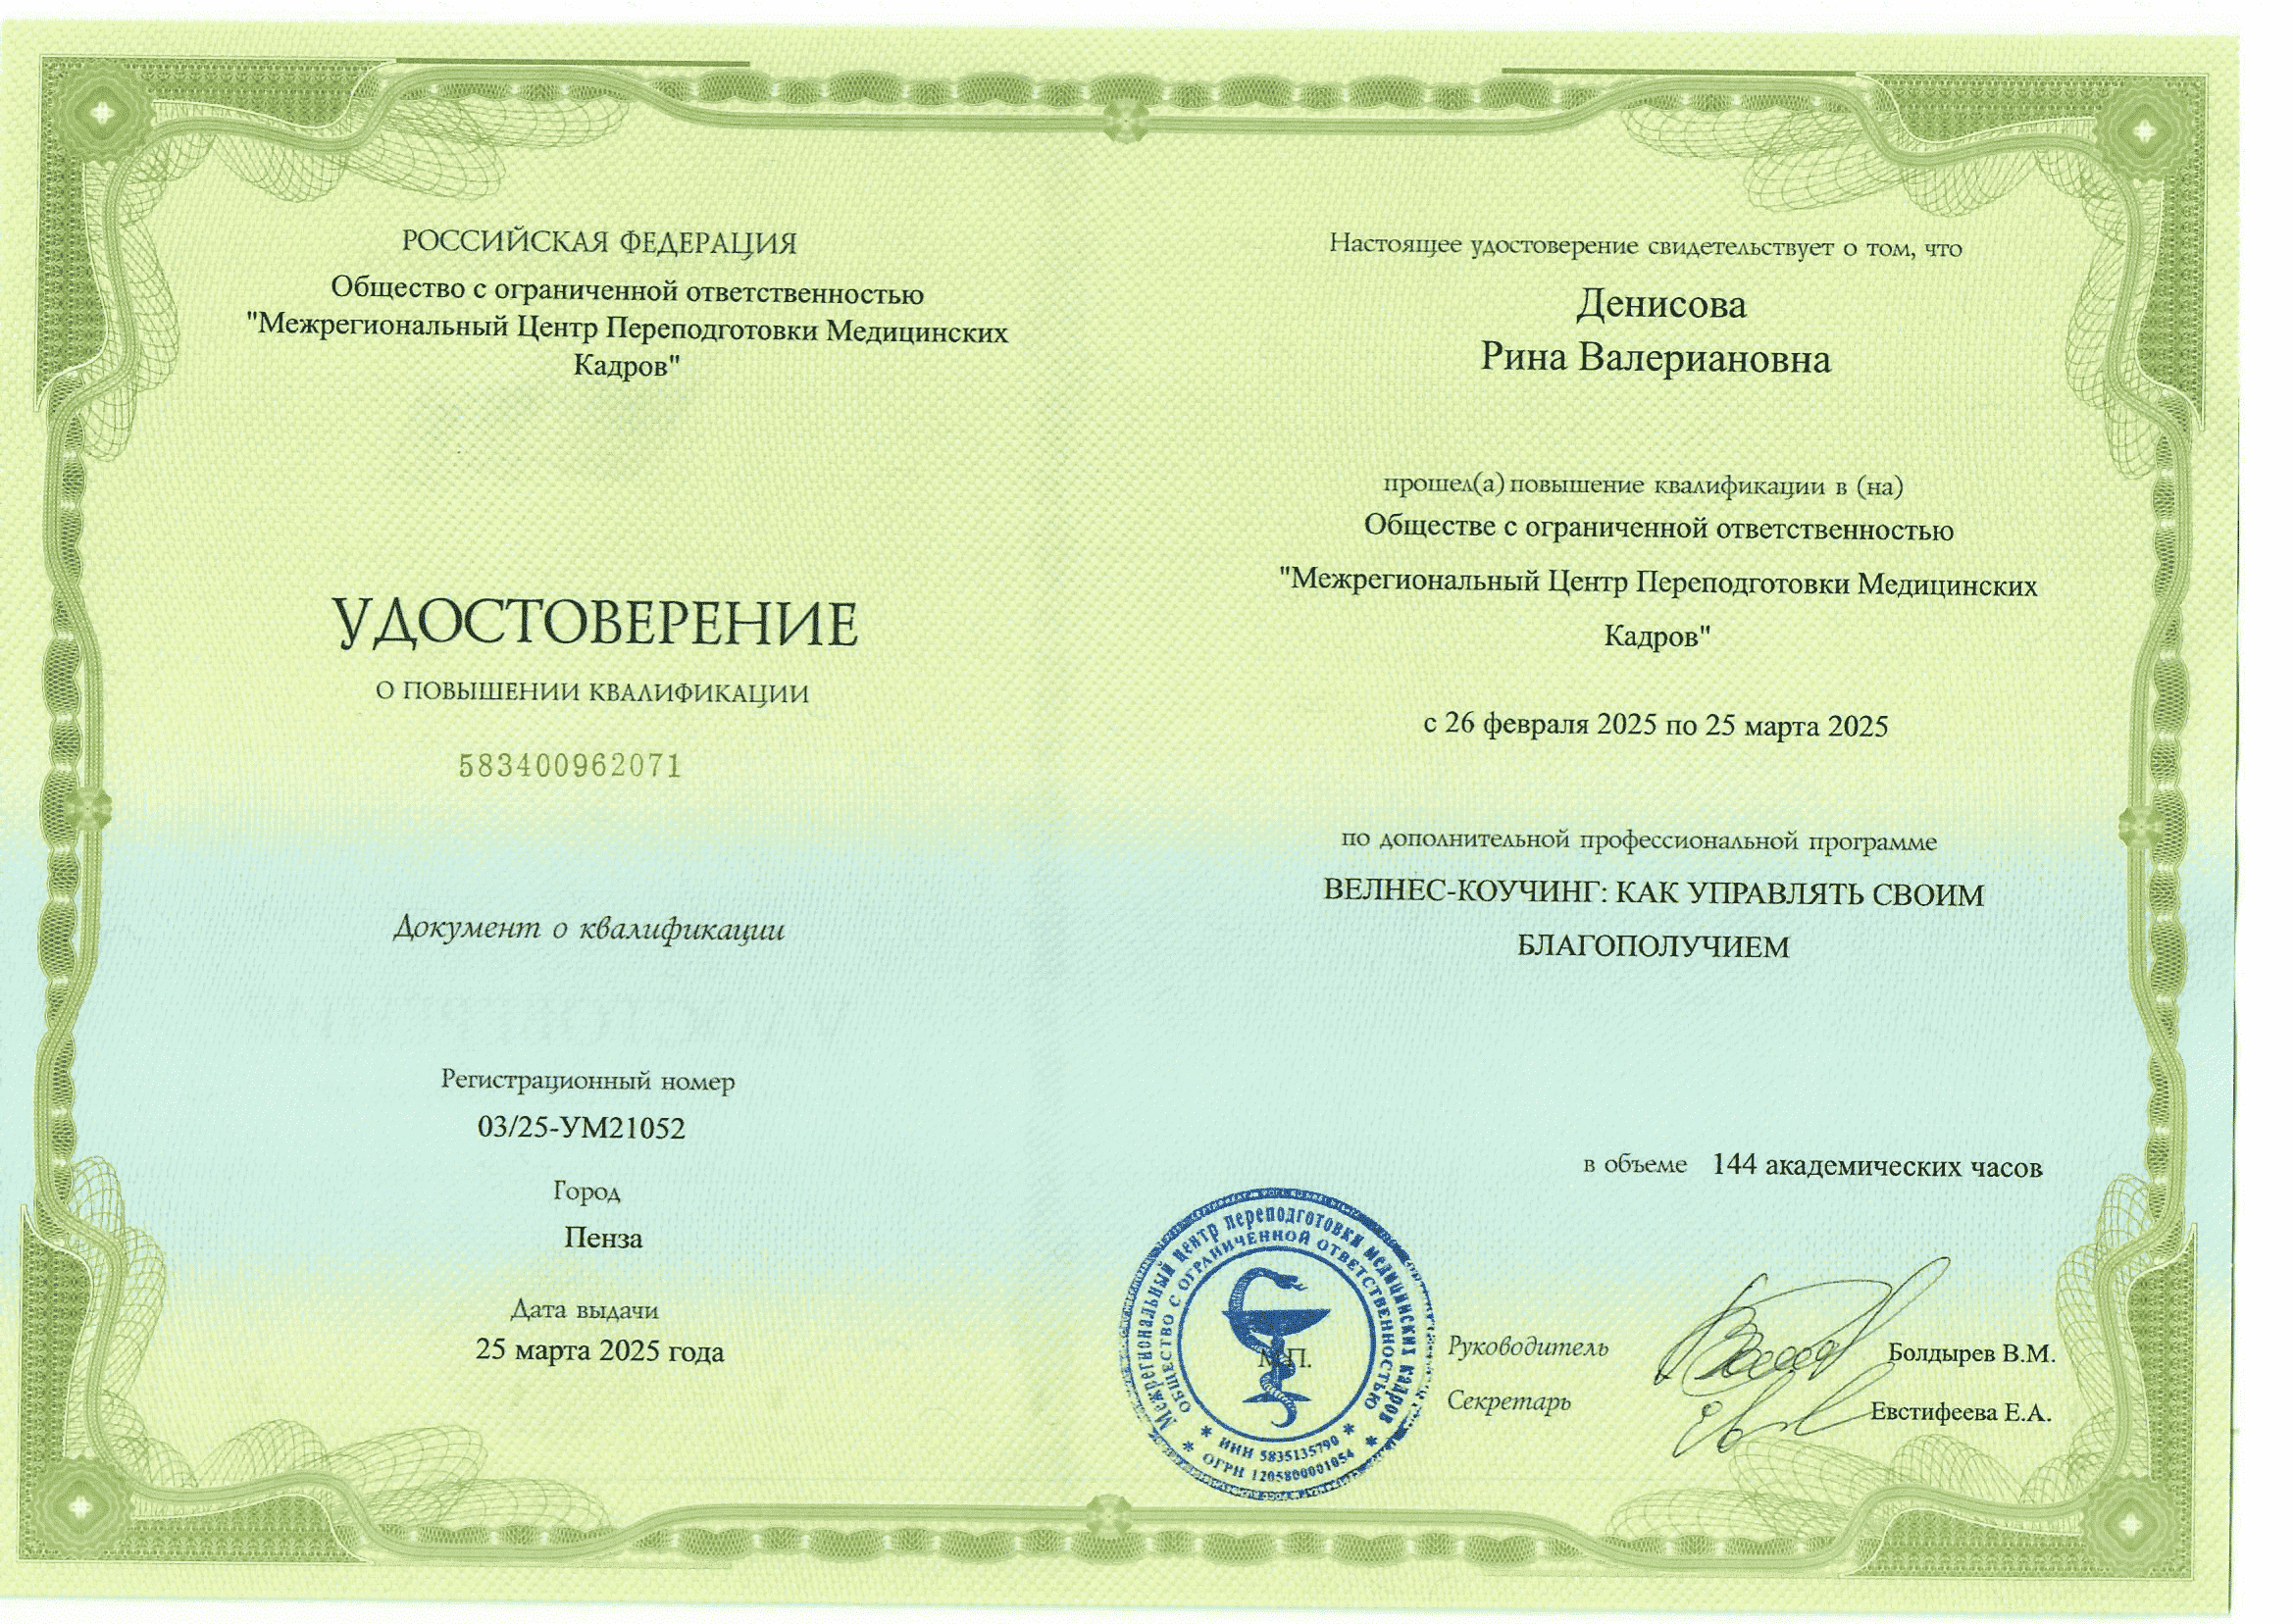 РОССИЙСКАЯ ФЕДЕРАЦИЯ
Общество с ограниченной ответственностью
"Межрегиональный Центр Переподготовки Медицинских
Кадров"
УДОСТОВЕРЕНИЕ
О ПОВЫШЕНИИ КВАЛИФИКАЦИИ
583400962071
Документ о квалификации
Регистрационный номер
03/25-УМ21052
Город
Пенза
Дата выдачи
25 марта 2025 года
Настоящее удостоверение свидетельствует о том, что
Денисова
Рина Валериановна
прошел(а) повышение квалификации в (на)
Обществе с ограниченной ответственностью
"Межрегиональный Центр Переподготовки Медицинских
Кадров"
с 26 февраля 2025 по 25 марта 2025
по дополнительной профессиональной программе
ВЕЛНЕС-КОУЧИНГ: КАК УПРАВЛЯТЬ СВОИМ
БЛАГОПОЛУЧИЕМ
в объеме 144 академических часов
Межрегиональный центр переподготовки медицинских кадров
ОБЩЕСТВО С ОГРАНИЧЕННОЙ ОТВЕТСТВЕННОСТЬЮ
М.П.
ИНН 5835135790
ОГРН 1205800001054
Руководитель Болдырев В.М.
Секретарь Евстифеева Е.А.